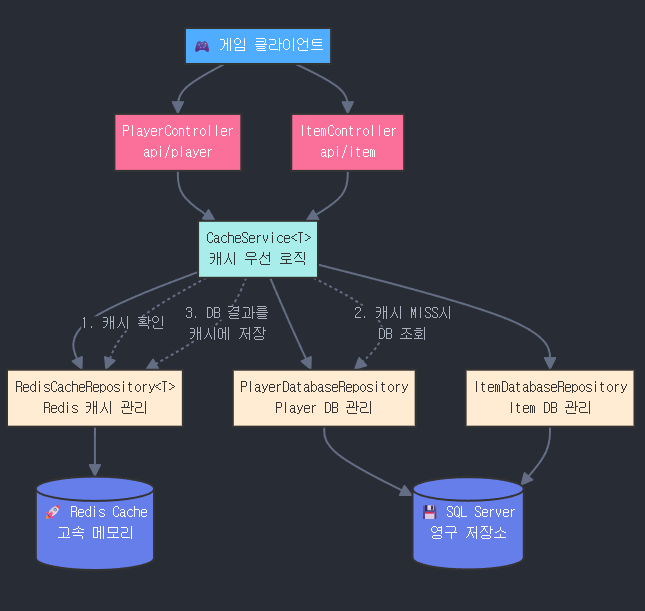 🎮 게임 클라이언트
PlayerController
api/player
ItemController
api/item
CacheService<T>
캐시 우선 로직
1. 캐시 확인
3. DB 결과를
캐시에 저장
2. 캐시 MISS시
DB 조회
RedisCacheRepository<T>
Redis 캐시 관리
PlayerDatabaseRepository
Player DB 관리
ItemDatabaseRepository
Item DB 관리
🚀 Redis Cache
고속 메모리
💾 SQL Server
영구 저장소